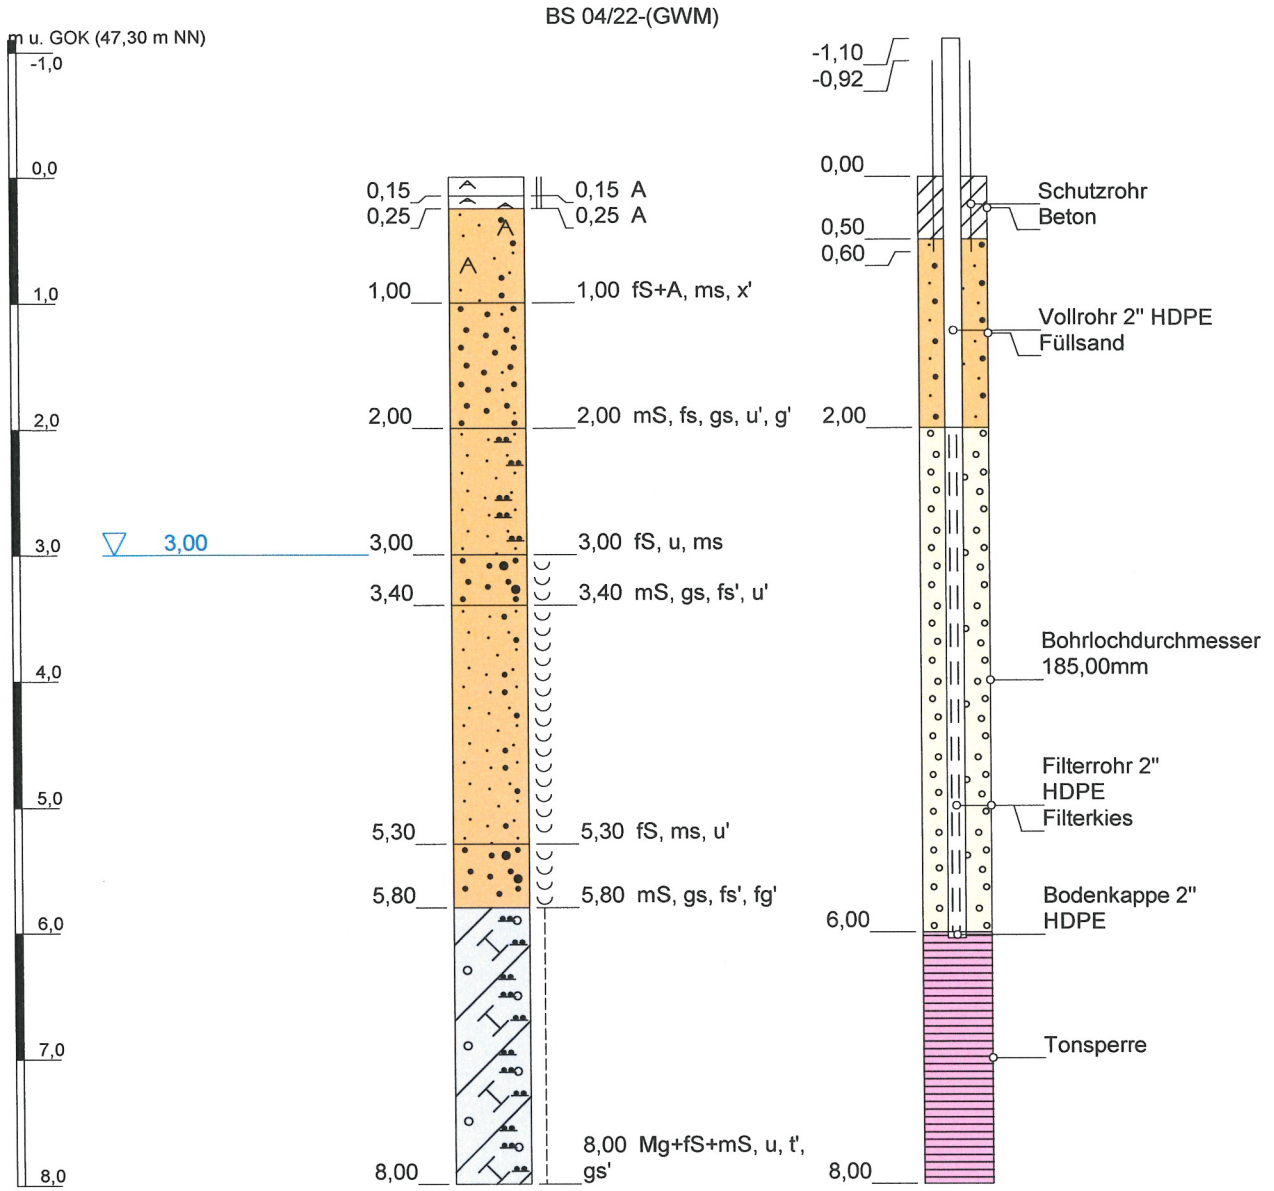 BS 04/22-(GWM)
m u. GOK (47,30 m NN)
-1,0
0,0
1,0
2,0
3,0
4,0
5,0
6,0
7,0
8,0
3,00
0,15
0,25
1,00
2,00
3,00
3,40
5,30
5,80
8,00
0,15 A
0,25 A
1,00 fS+A, ms, x'
2,00 mS, fs, gs, u', g'
3,00 fS, u, ms
3,40 mS, gs, fs', u'
5,30 fS, ms, u'
5,80 mS, gs, fs', fg'
8,00 Mg+fS+mS, u, t',
gs'
-1,10
-0,92
0,00
0,50
0,60
2,00
6,00
8,00
Schutzrohr
Beton
Vollrohr 2" HDPE
Füllsand
Bohrlochdurchmesser
185,00mm
Filterrohr 2"
HDPE
Filterkies
Bodenkappe 2"
HDPE
Tonsperre